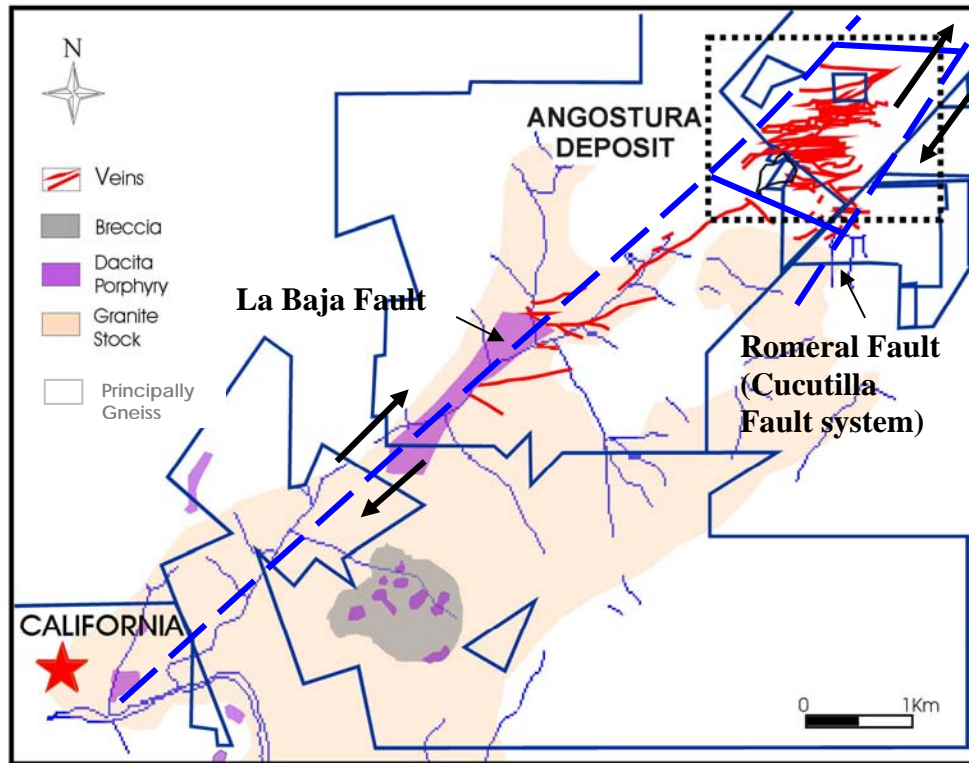 N
Veins
Breccia
Dacita
Porphyry
Granite
Stock
Principally
Gneiss
ANGOSTURA
DEPOSIT
La Baja Fault
Romeral Fault
(Cucutilla
Fault system)
CALIFORNIA
0 1Km